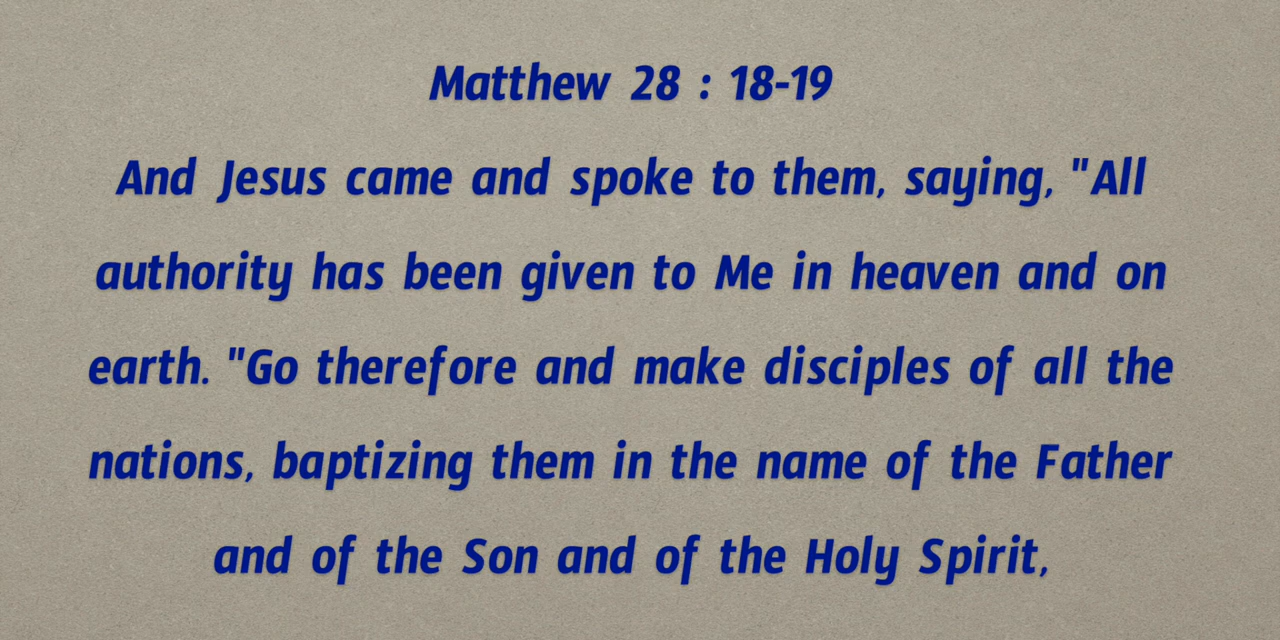 Matthew 28 : 18-19
And Jesus came and spoke to them, saying, "All
authority has been given to Me in heaven and on
earth. "Go therefore and make disciples of all the
nations, baptizing them in the name of the Father
and of the Son and of the Holy Spirit,